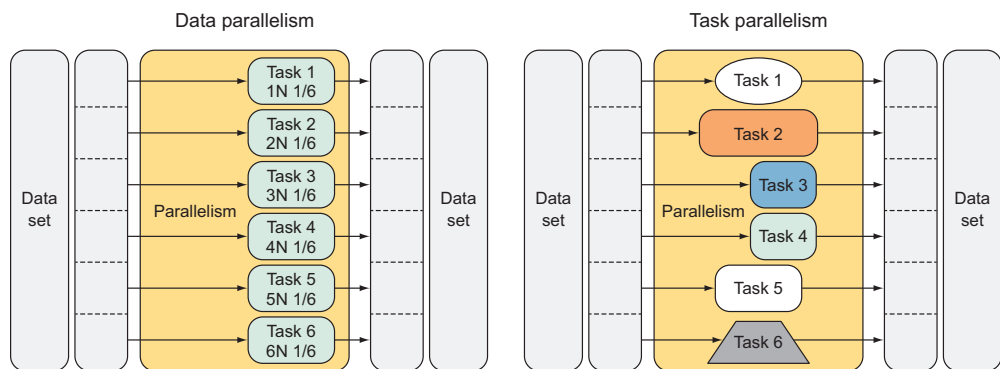 Data parallelism
Data
set
Parallelism
Task 1
1N 1/6
Task 2
2N 1/6
Task 3
3N 1/6
Task 4
4N 1/6
Task 5
5N 1/6
Task 6
6N 1/6
Data
set
Task parallelism
Data
set
Parallelism
Task 1
Task 2
Task 3
Task 4
Task 5
Task 6
Data
set